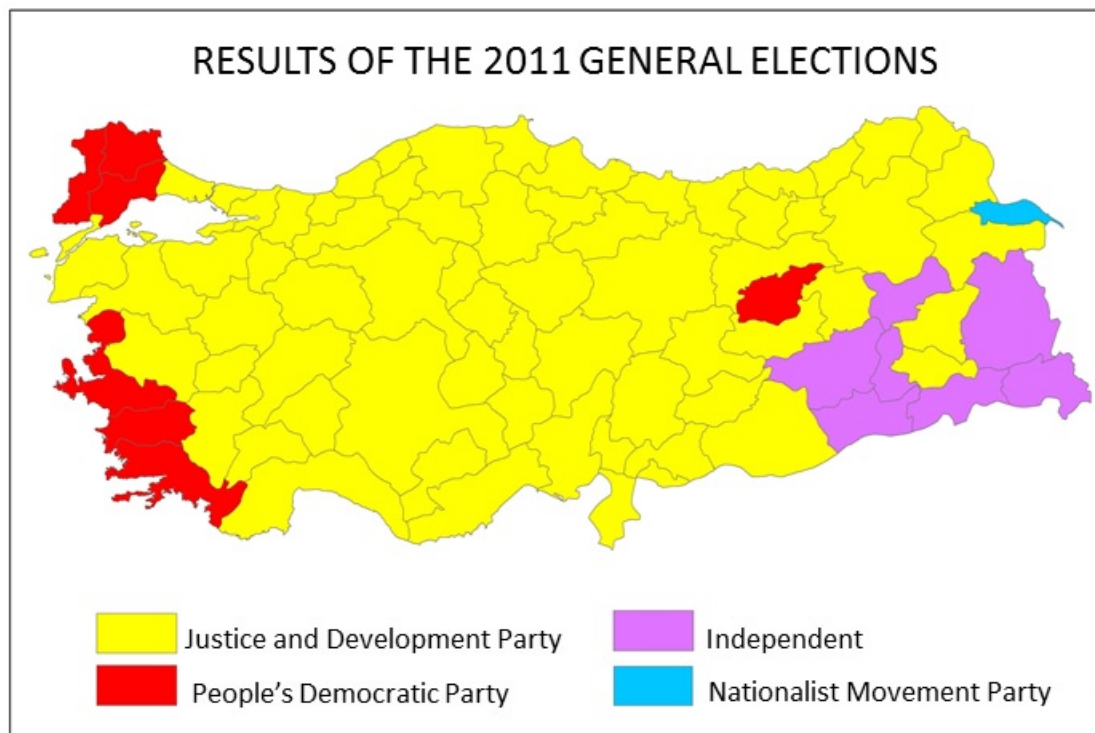 RESULTS OF THE 2011 GENERAL ELECTIONS
Justice and Development Party
Independent
People's Democratic Party
Nationalist Movement Party